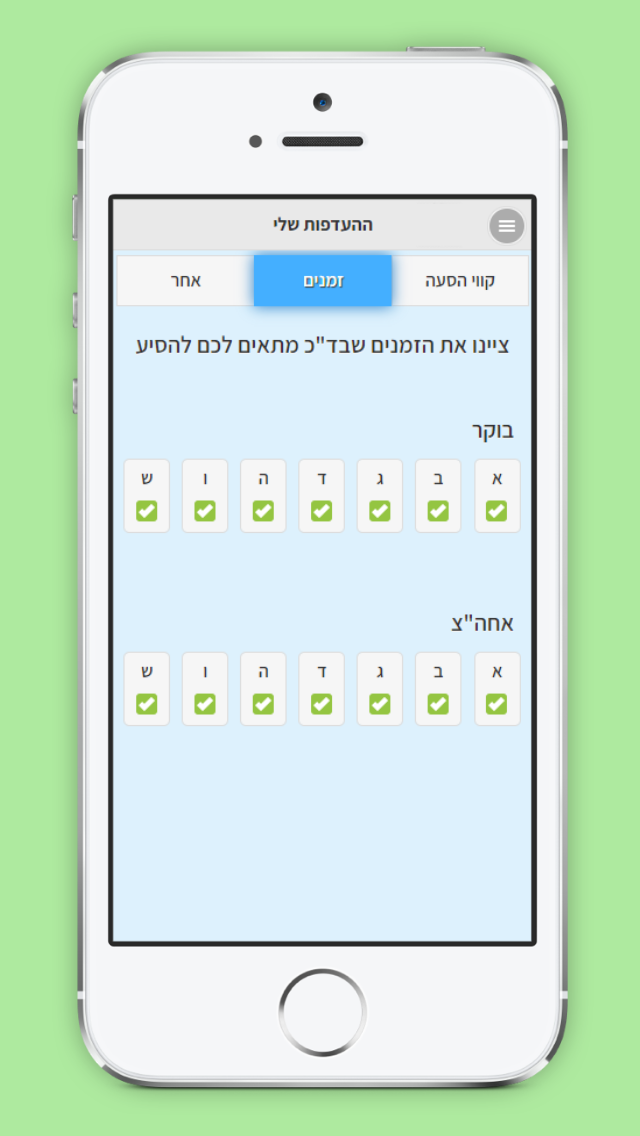 ההעדפות שלי
קווי הסעה זמנים אחר
ציינו את הזמנים שבד"כ מתאים לכם להסיע
בוקר
א ב ג ד ה ו ש
אחה"צ
א ב ג ד ה ו ש